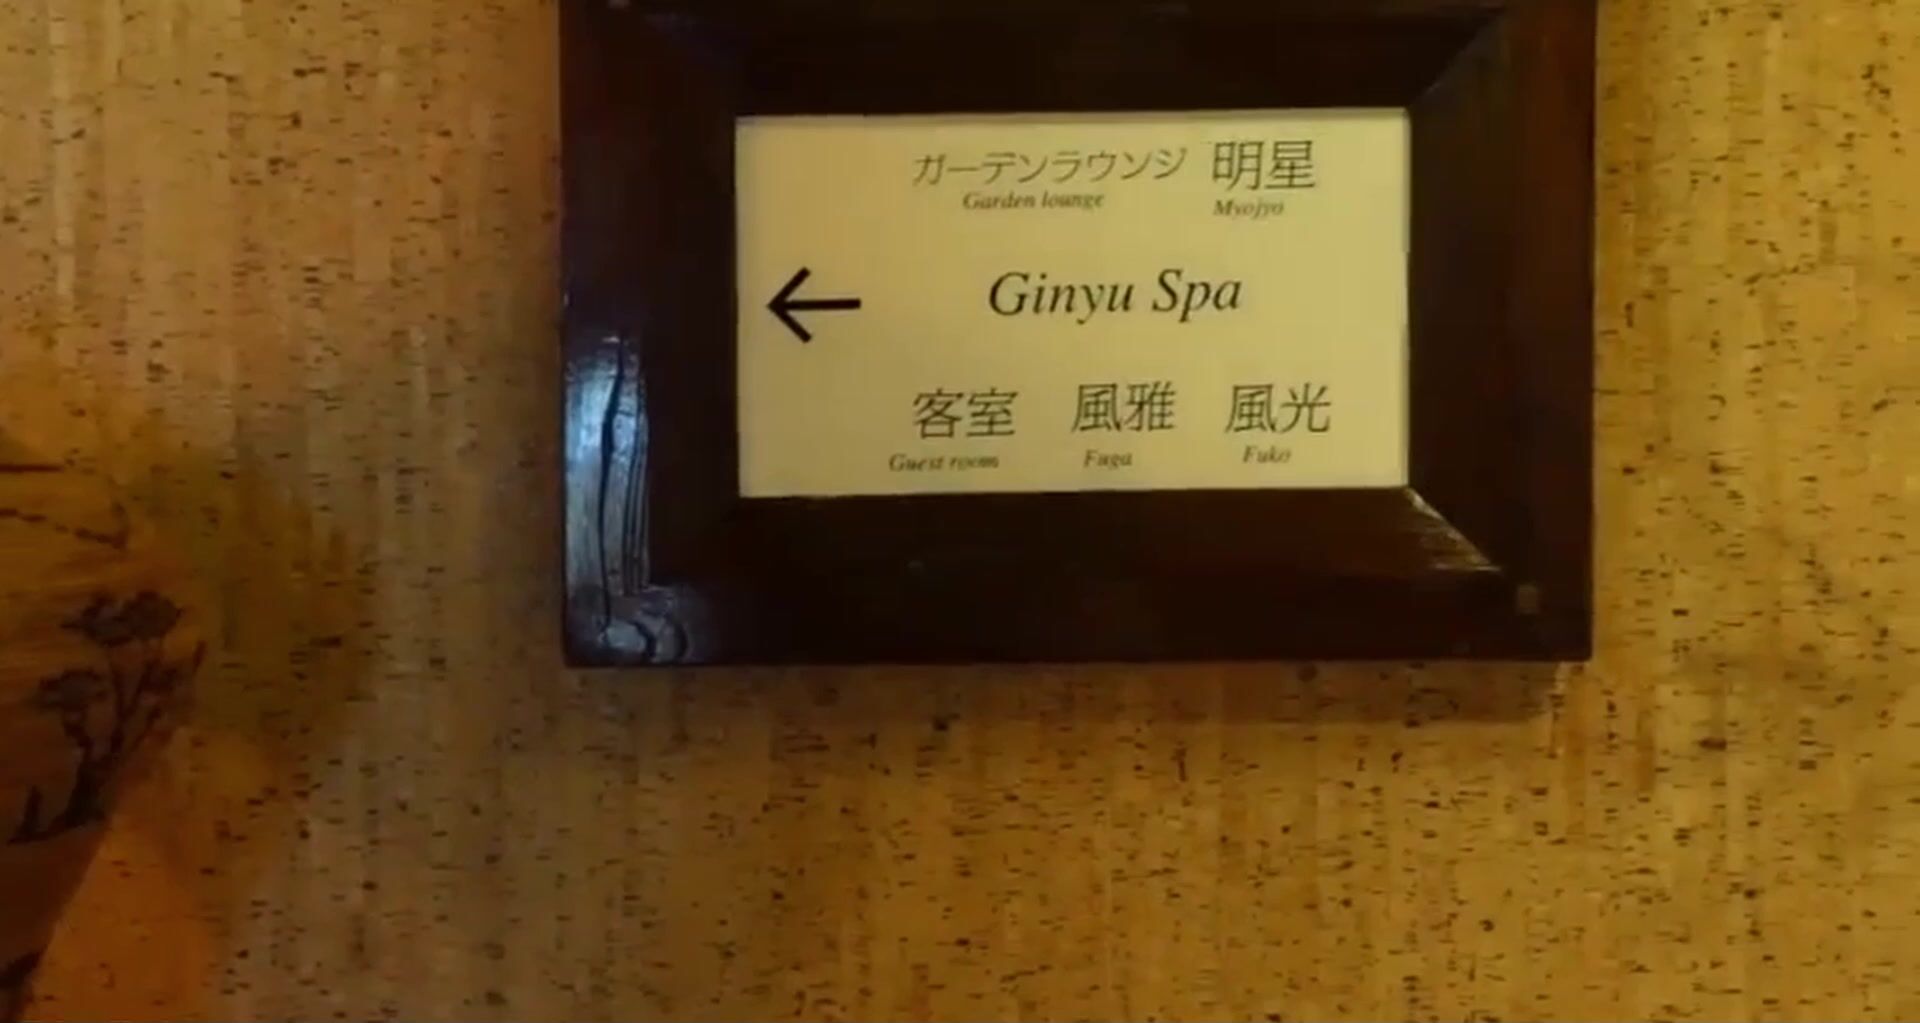 ガーデンラウンジ 明星
Garden lounge Myojyo
← Ginyu Spa
客室 風雅 風光
Guest room Fuga Fuko